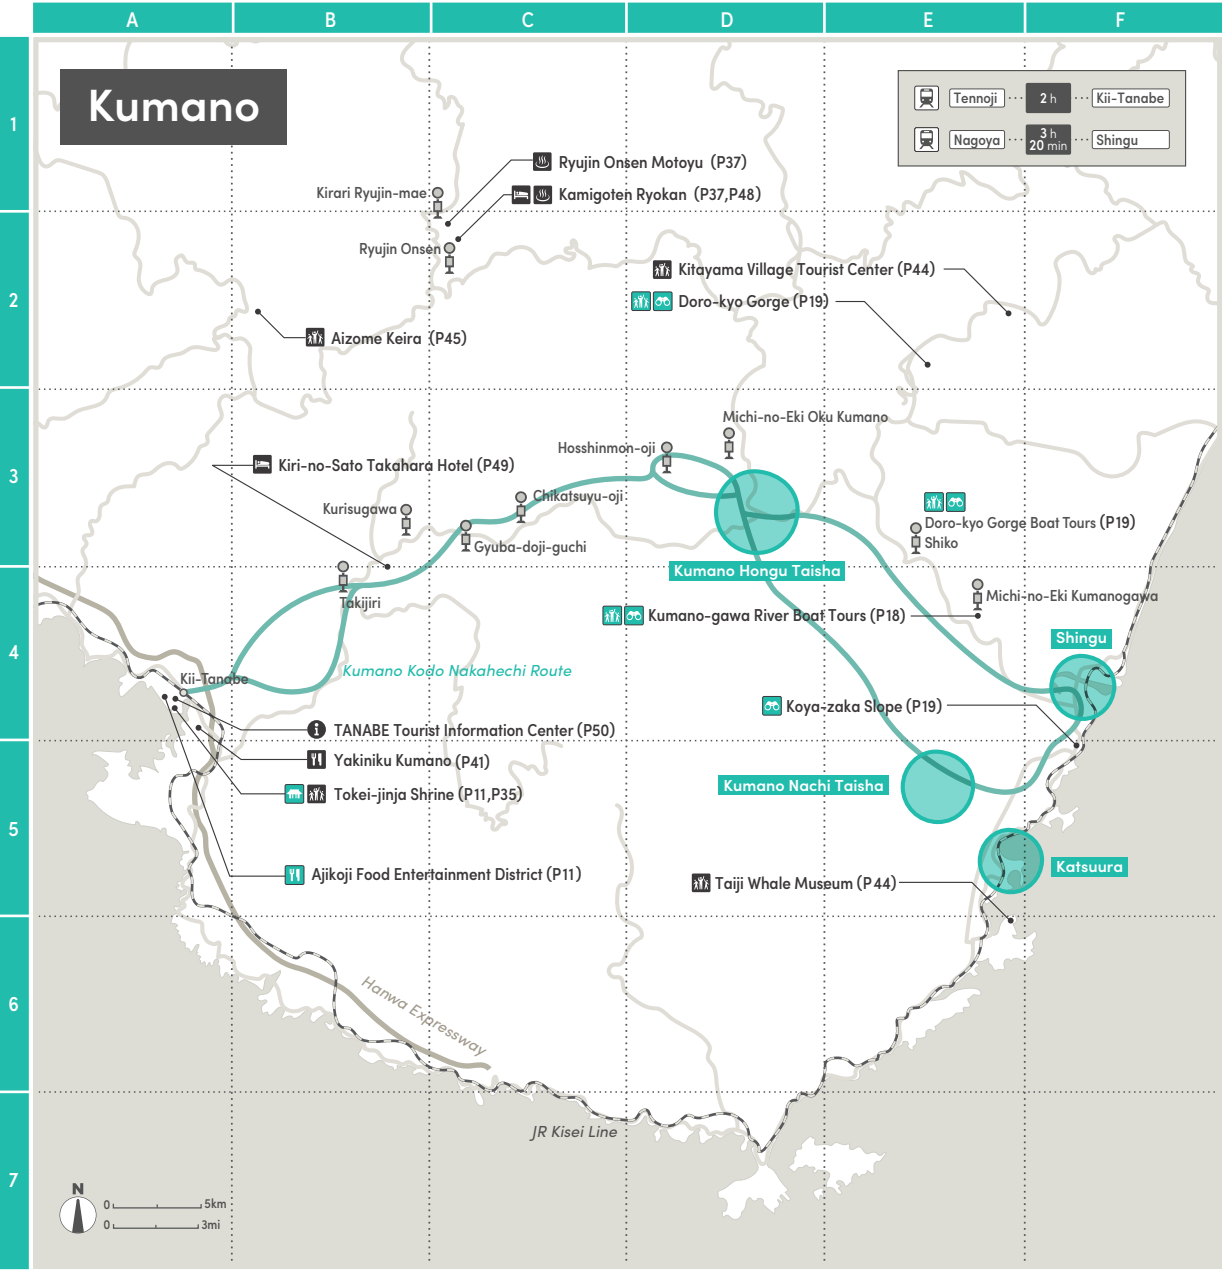 A B C D E F
Kumano
1
Tennoji 2 h Kii-Tanabe
Nagoya 3 h 20 min Shingu
Ryujin Onsen Motoyu (P37)
Kirari Ryujin-mae
Kamigoten Ryokan (P37,P48)
Ryujin Onsen
Kitayama Village Tourist Center (P44)
2
Doro-kyo Gorge (P19)
Aizome Keira (P45)
Michi-no-Eki Oku Kumano
Hosshinmon-oji
Kiri-no-Sato Takahara Hotel (P49)
3
Chikatsuyu-oji
Kurisugawa
Doro-kyo Gorge Boat Tours (P19)
Shiko
Gyuba-doji-guchi
Kumano Hongu Taisha
Takijiri
Michi-no-Eki Kumanogawa
Kumano-gawa River Boat Tours (P18)
Shingu
4
Kumano Kodo Nakahechi Route
Kii-Tanabe
Koya-zaka Slope (P19)
TANABE Tourist Information Center (P50)
Yakiniku Kumano (P41)
Kumano Nachi Taisha
Tokei-jinja Shrine (P11,P35)
5
Katsuura
Ajikoji Food Entertainment District (P11)
Taiji Whale Museum (P44)
6
Hanwa Expressway
JR Kisei Line
7
N
0 5km
0 3mi